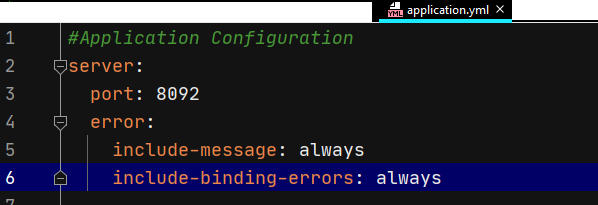 YML application.yml ×
1 #Application Configuration
2 server:
3   port: 8092
4   error:
5     include-message: always
6     include-binding-errors: always